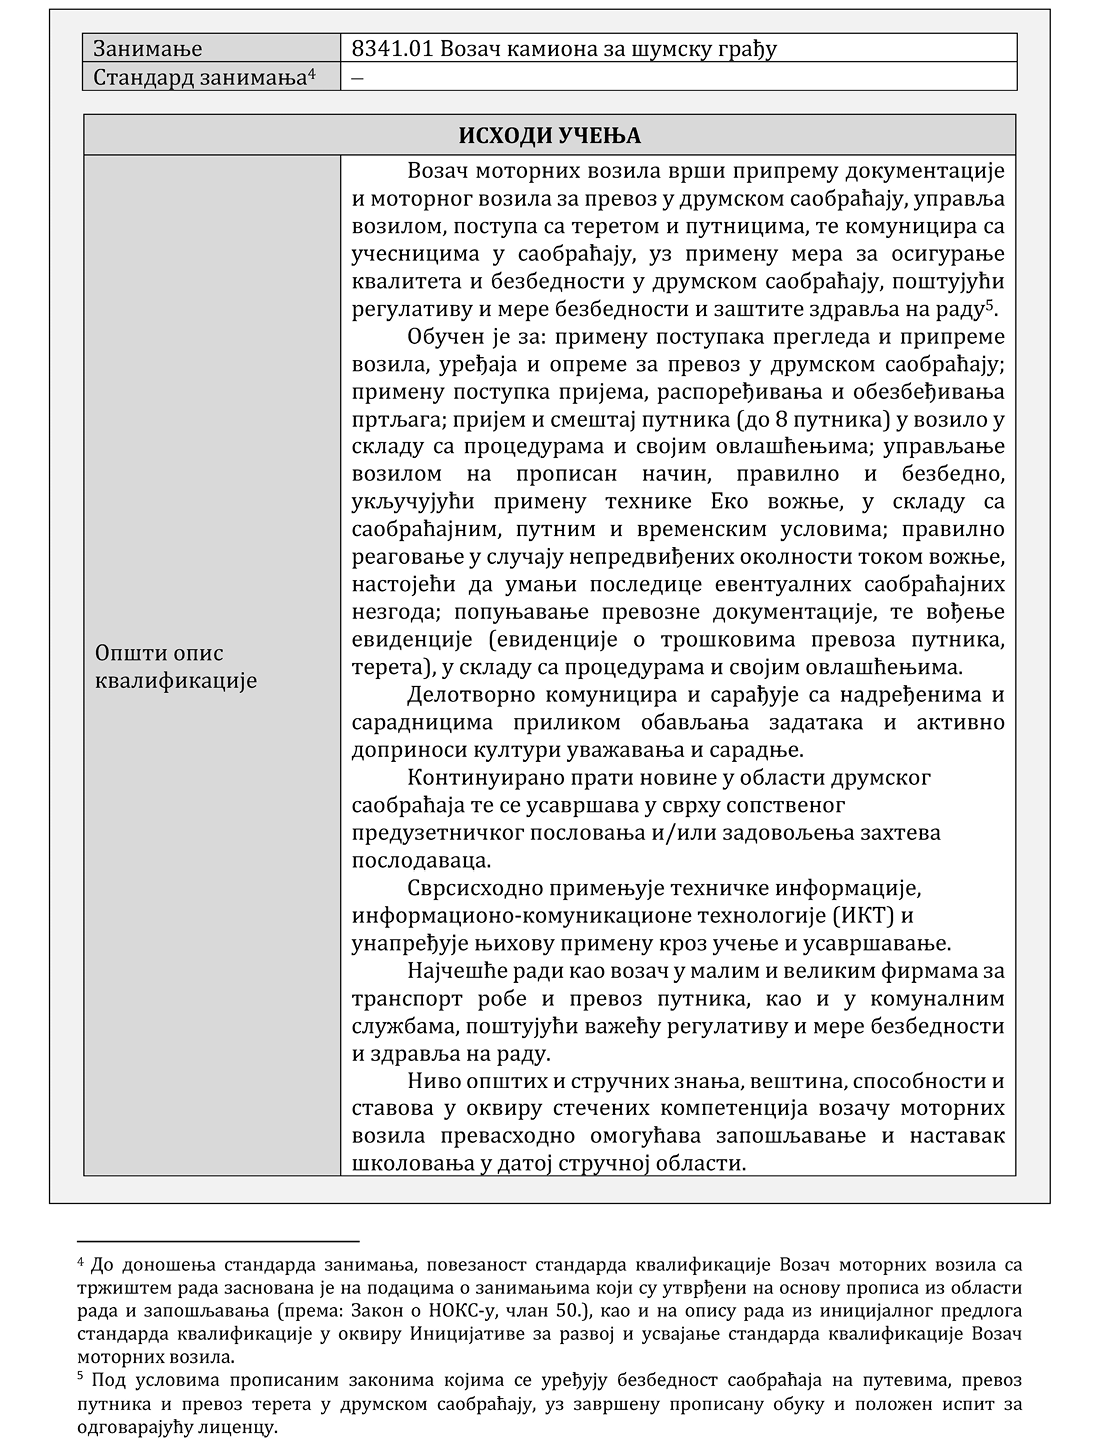 Занимање 8341.01 Возач камиона за шумску грађу
Стандард занимања⁴ –
ИСХОДИ УЧЕЊА
Општи опис
квалификације
Возач моторних возила врши припрему документације
и моторног возила за превоз у друмском саобраћају, управља
возилом, поступа са теретом и путницима, те комуницира са
учесницима у саобраћају, уз примену мера за осигурање
квалитета и безбедности у друмском саобраћају, поштујући
регулативу и мере безбедности и заштите здравља на раду⁵.
Обучен је за: примену поступака прегледа и припреме
возила, уређаја и опреме за превоз у друмском саобраћају;
примену поступка пријема, распоређивања и обезбеђивања
пртљага; пријем и смештај путника (до 8 путника) у возило у
складу са процедурама и својим овлашћењима; управљање
возилом на прописан начин, правилно и безбедно,
укључујући примену технике Еко вожње, у складу са
саобраћајним, путним и временским условима; правилно
реаговање у случају непредвиђених околности током вожње,
настојећи да умањи последице евентуалних саобраћајних
незгода; попуњавање превозне документације, те вођење
евиденције (евиденције о трошковима превоза путника,
терета), у складу са процедурама и својим овлашћењима.
Делотворно комуницира и сарађује са надређенима и
сарадницима приликом обављања задатака и активно
доприноси култури уважавања и сарадње.
Континуирано прати новине у области друмског
саобраћаја те се усавршава у сврху сопственог
предузетничког пословања и/или задовољења захтева
послодаваца.
Сврсисходно примењује техничке информације,
информационо-комуникационе технологије (ИКТ) и
унапређује њихову примену кроз учење и усавршавање.
Најчешће ради као возач у малим и великим фирмама за
транспорт робе и превоз путника, као и у комуналним
службама, поштујући важећу регулативу и мере безбедности
и здравља на раду.
Ниво општих и стручних знања, вештина, способности и
ставова у оквиру стечених компетенција возачу моторних
возила превасходно омогућава запошљавање и наставак
школовања у датој стручној области.
⁴ До доношења стандарда занимања, повезаност стандарда квалификације Возач моторних возила са
тржиштем рада заснована је на подацима о занимањима који су утврђени на основу прописа из области
рада и запошљавања (према: Закон о НОКС-у, члан 50.), као и на опису рада из иницијалног предлога
стандарда квалификације у оквиру Иницијативе за развој и усвајање стандарда квалификације Возач
моторних возила.
⁵ Под условима прописаним законима којима се уређују безбедност саобраћаја на путевима, превоз
путника и превоз терета у друмском саобраћају, уз завршену прописану обуку и положен испит за
одговарајућу лиценцу.